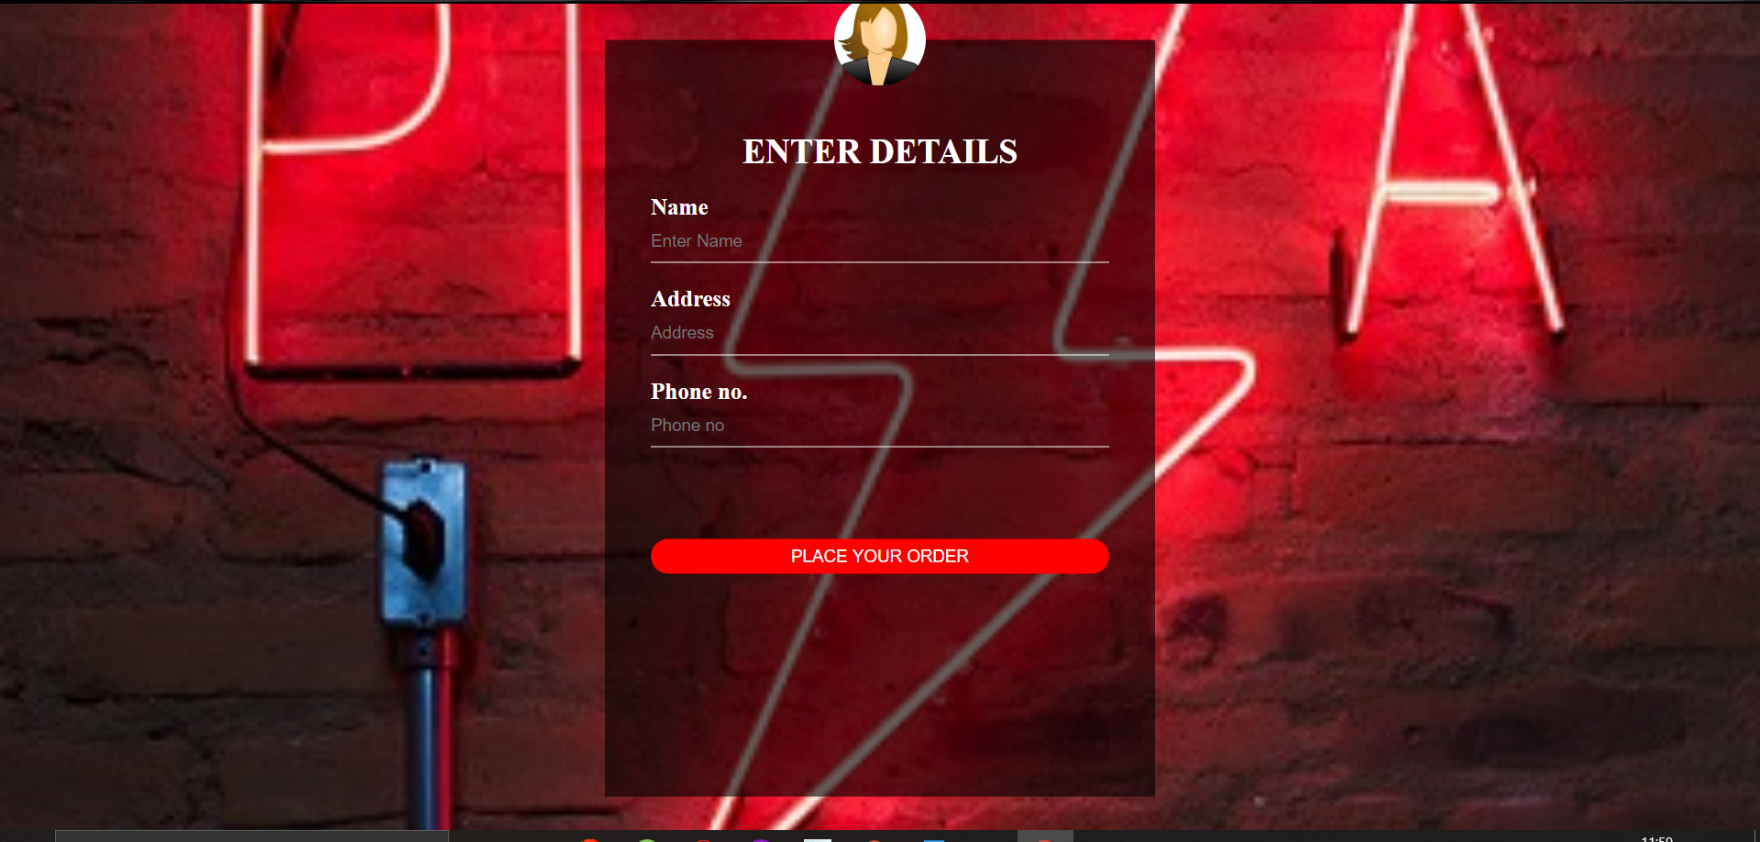 ENTER DETAILS
Name
Enter Name
Address
Address
Phone no.
Phone no
PLACE YOUR ORDER